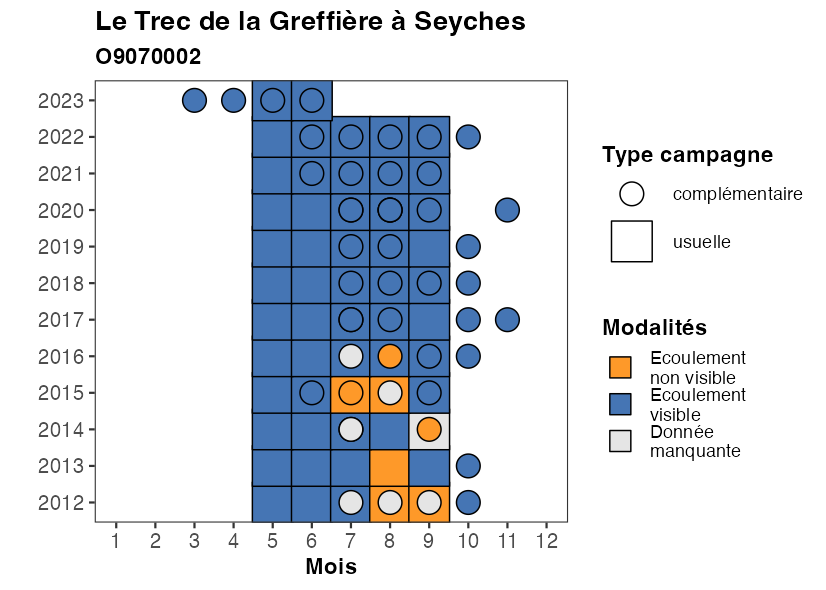 Le Trec de la Greffière à Seyches
O9070002
2023
2022
2021
2020
2019
2018
2017
2016
2015
2014
2013
2012
1 2 3 4 5 6 7 8 9 10 11 12
Mois
Type campagne
complémentaire
usuelle
Modalités
Ecoulement
non visible
Ecoulement
visible
Donnée
manquante